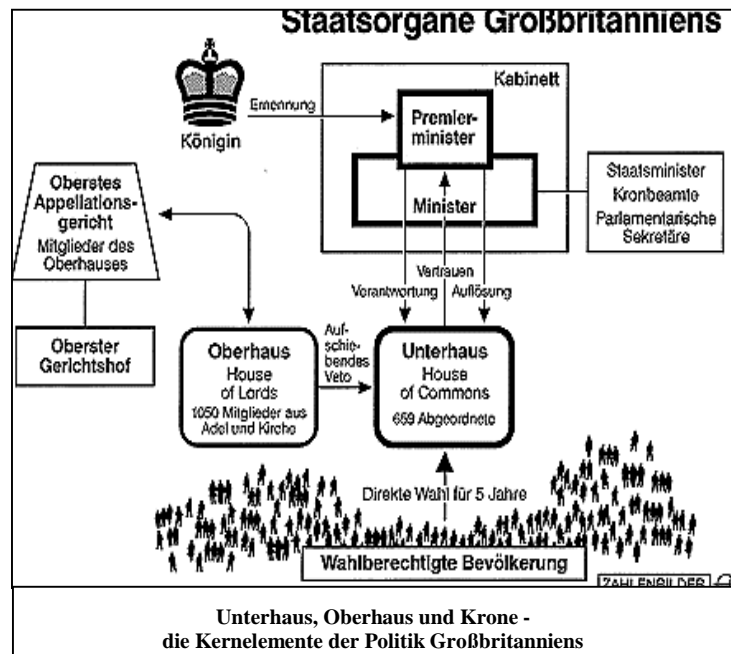 Staatsorgane Großbritanniens
Kabinett
Königin
Ernennung
Premier-
minister
Minister
Staatsminister
Kronbeamte
Parlamentarische
Sekretäre
Oberstes
Appellations-
gericht
Mitglieder des
Oberhauses
Oberster
Gerichtshof
Verantwortung
Vertrauen
Auflösung
Oberhaus
House
of Lords
1050 Mitglieder aus
Adel und Kirche
Auf-
schie-
bendes
Veto
Unterhaus
House
of Commons
659 Abgeordnete
Direkte Wahl für 5 Jahre
Wahlberechtigte Bevölkerung
ZAHLENBILDER
Unterhaus, Oberhaus und Krone -
die Kernelemente der Politik Großbritanniens